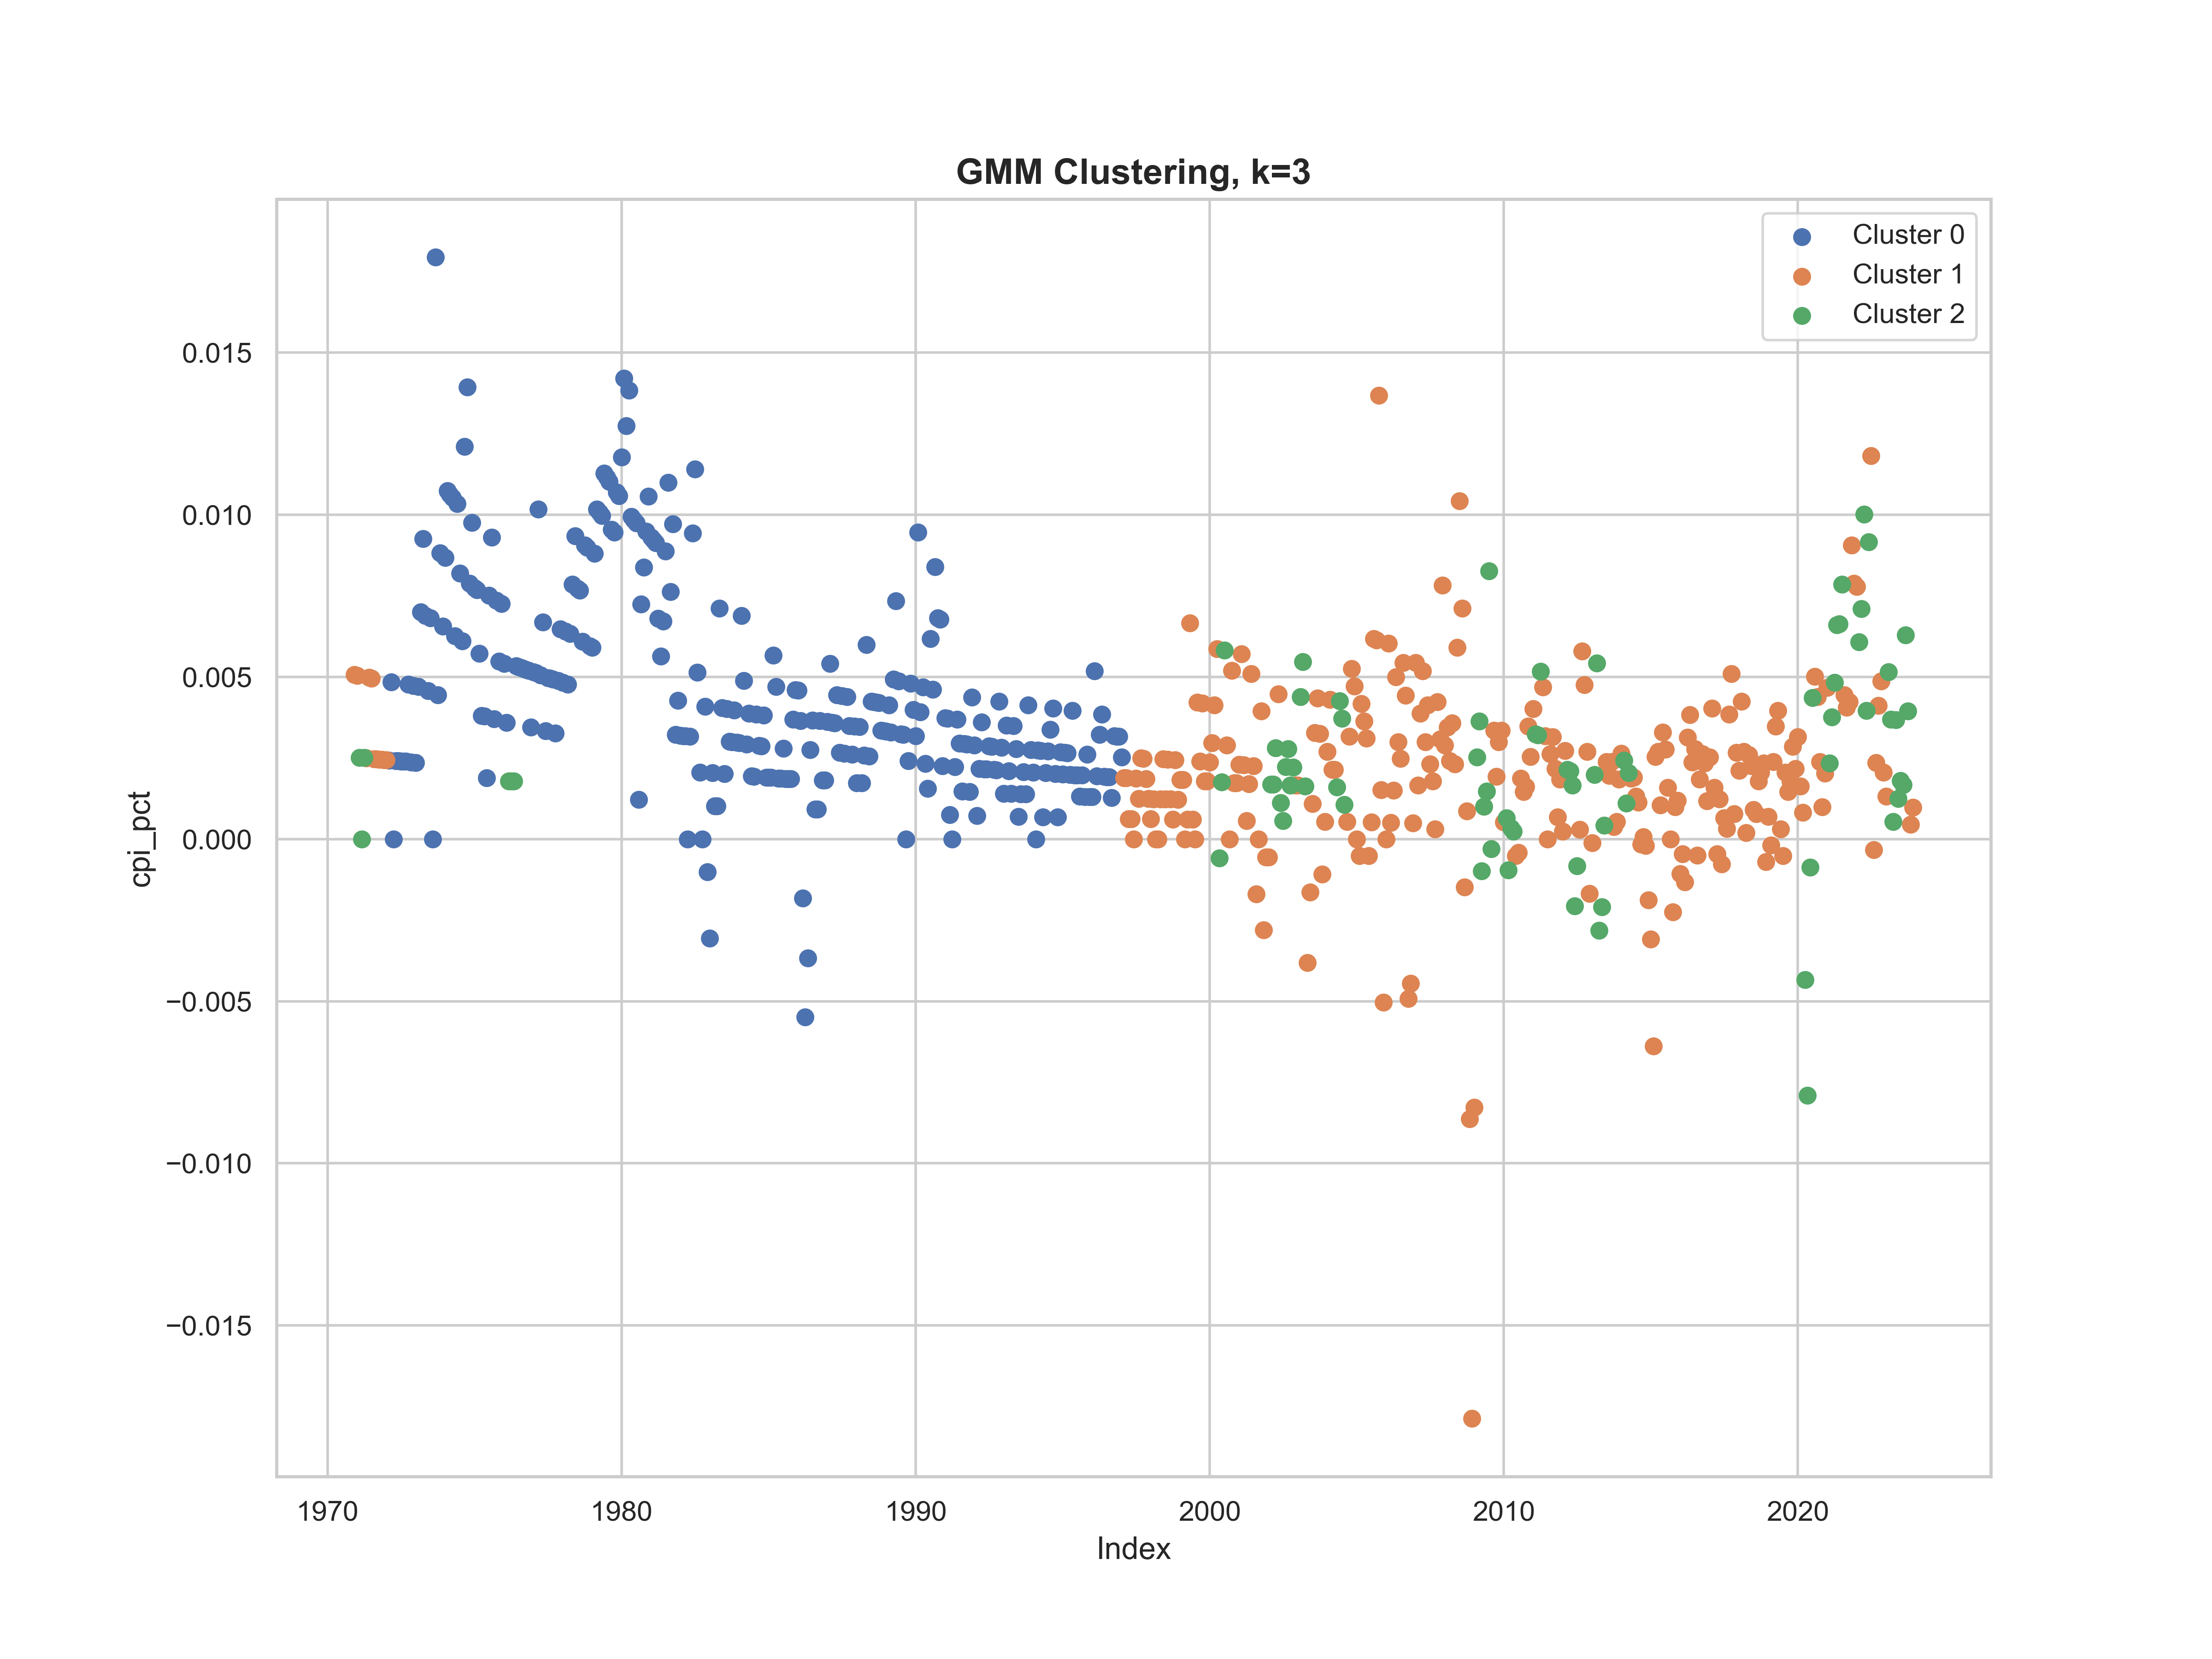 GMM Clustering, k=3
Cluster 0
Cluster 1
Cluster 2
0.015
0.010
0.005
0.000
−0.005
−0.010
−0.015
cpi_pct
1970
1980
1990
2000
2010
2020
Index